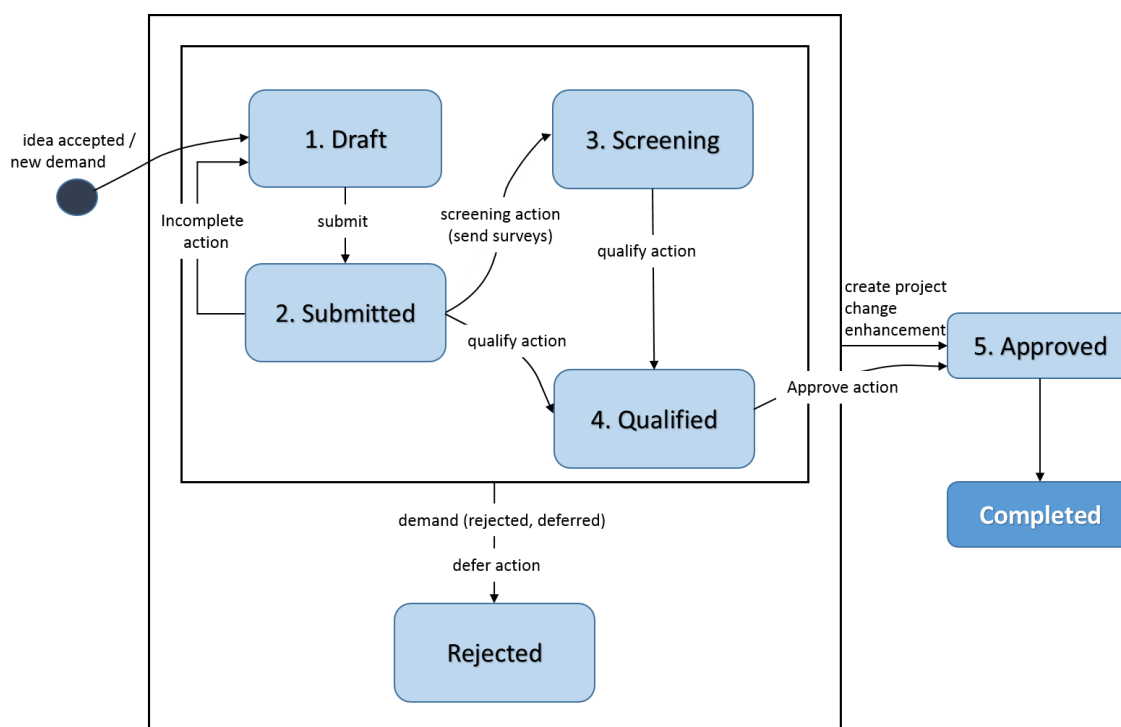 idea accepted /
new demand
1. Draft
3. Screening
Incomplete
action
submit
screening action
(send surveys)
qualify action
2. Submitted
qualify action
create project
change
enhancement
5. Approved
Approve action
4. Qualified
Completed
demand (rejected, deferred)
defer action
Rejected